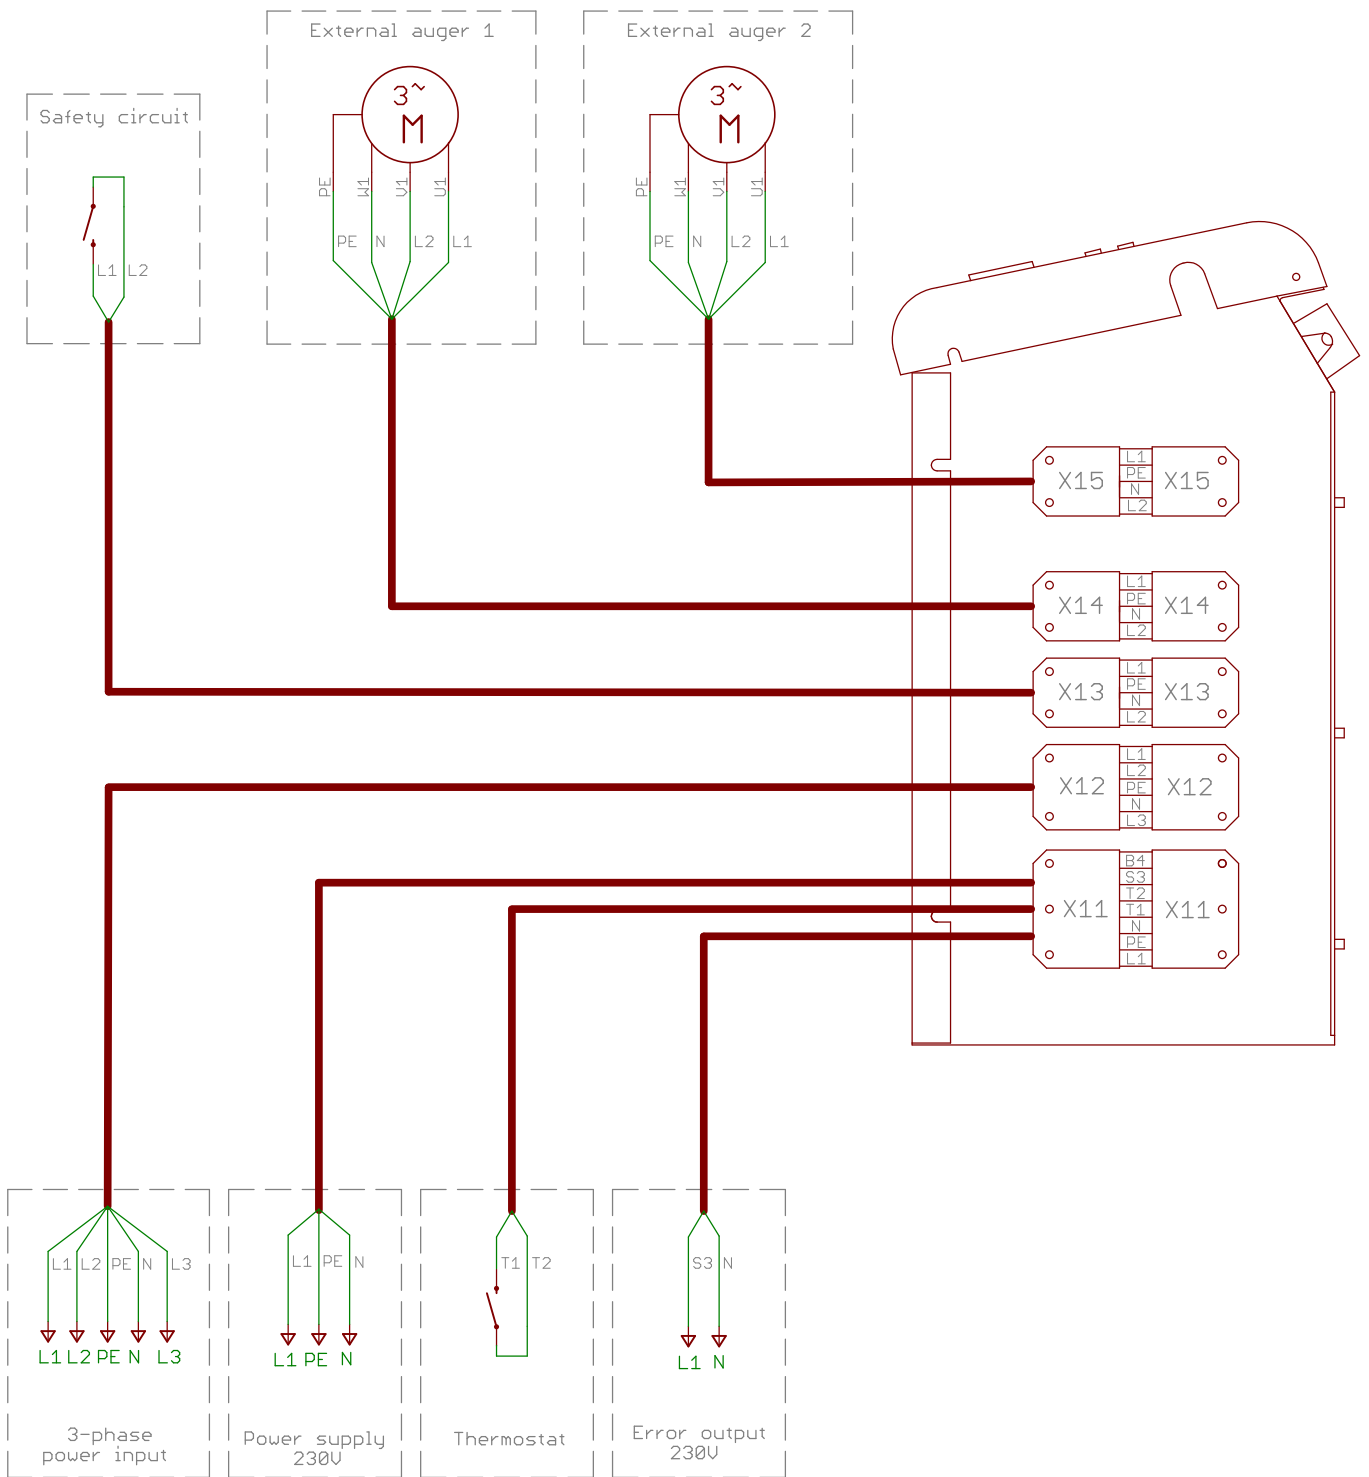 External auger 1
3~
M
PE
W1
V1
U1
PE
N
L2
L1
External auger 2
3~
M
PE
W1
V1
U1
PE
N
L2
L1
Safety circuit
L1
L2
X15
L1
PE
N
L2
X15
X14
L1
PE
N
L2
X14
X13
L1
PE
N
L2
X13
X12
L1
L2
PE
N
L3
X12
X11
B4
S3
T2
T1
N
PE
L1
X11
L1
L2
PE
N
L3
L1
L2
PE
N
L3
3-phase
power input
L1
PE
N
L1
PE
N
Power supply
230V
T1
T2
Thermostat
S3
N
L1
N
Error output
230V